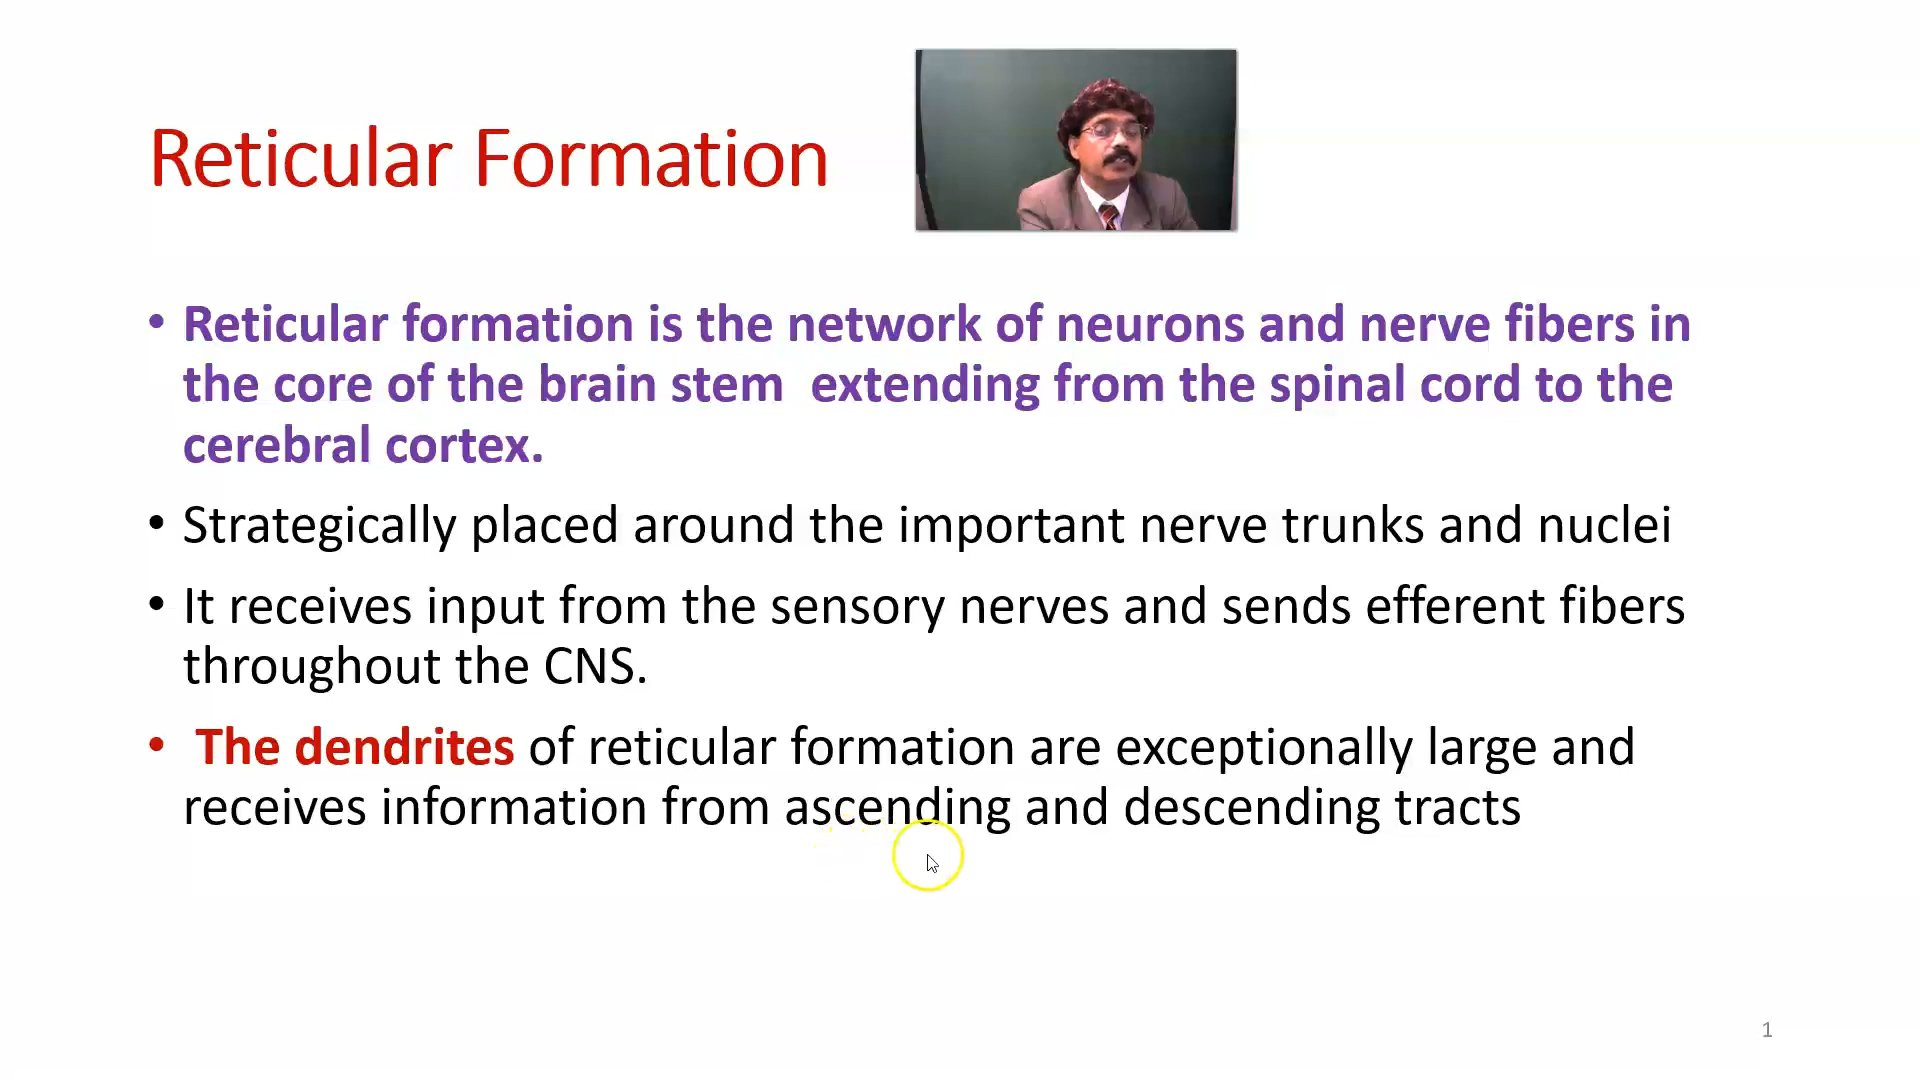 Reticular Formation
• Reticular formation is the network of neurons and nerve fibers in
the core of the brain stem  extending from the spinal cord to the
cerebral cortex.
• Strategically placed around the important nerve trunks and nuclei
• It receives input from the sensory nerves and sends efferent fibers
throughout the CNS.
• The dendrites of reticular formation are exceptionally large and
receives information from ascending and descending tracts
1